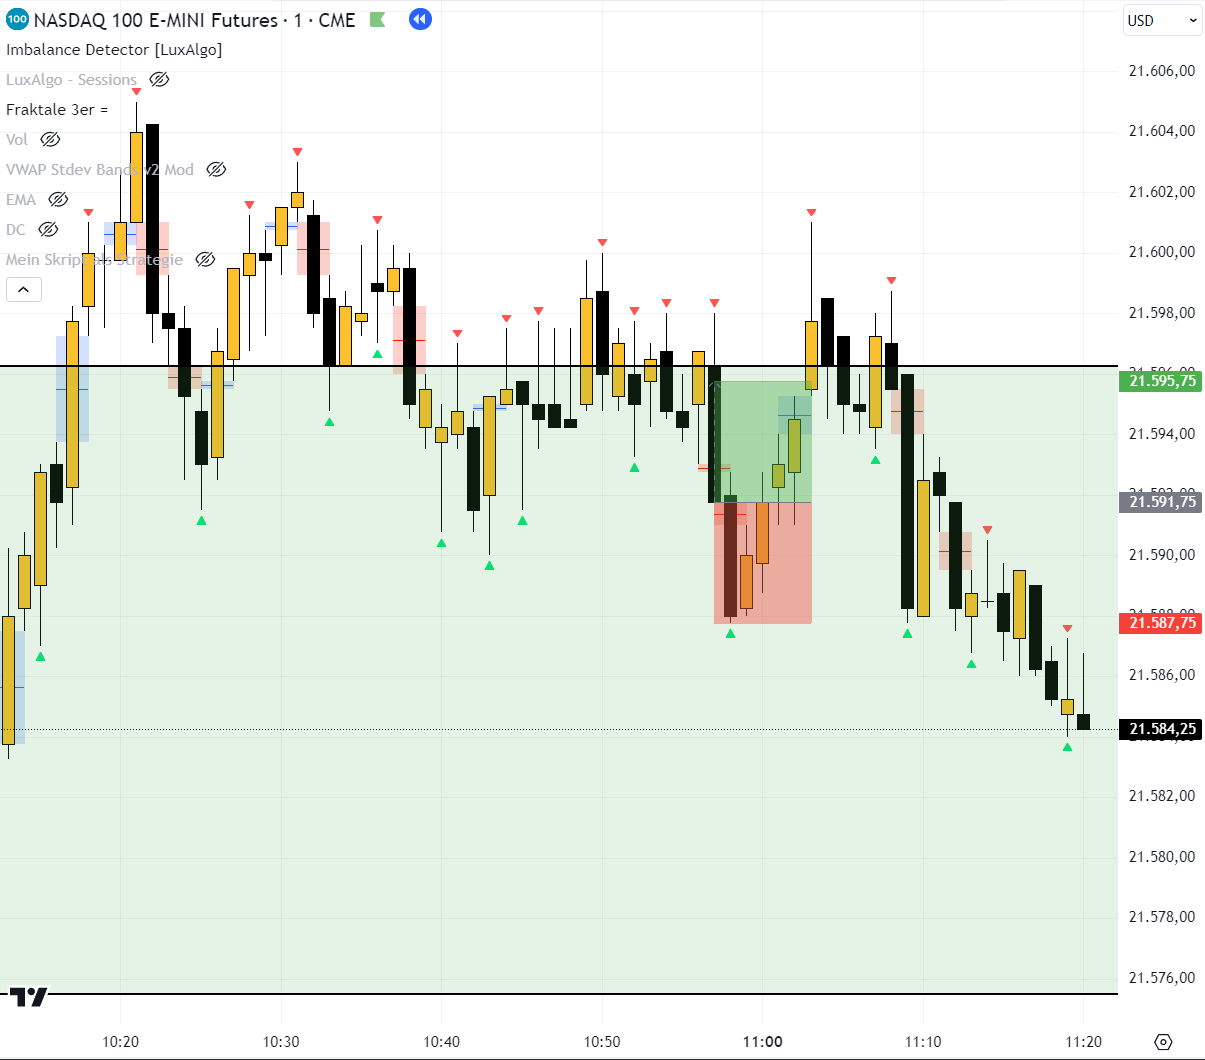 100 NASDAQ 100 E-MINI Futures · 1 · CME
USD
Imbalance Detector [LuxAlgo]
LuxAlgo - Sessions
Fraktale 3er =
Vol
VWAP Stdev Bands v2 Mod
EMA
DC
Mein Skript als Strategie
21.606,00
21.604,00
21.602,00
21.600,00
21.598,00
21.595,75
21.594,00
21.591,75
21.590,00
21.587,75
21.586,00
21.584,25
21.582,00
21.580,00
21.578,00
21.576,00
10:20
10:30
10:40
10:50
11:00
11:10
11:20